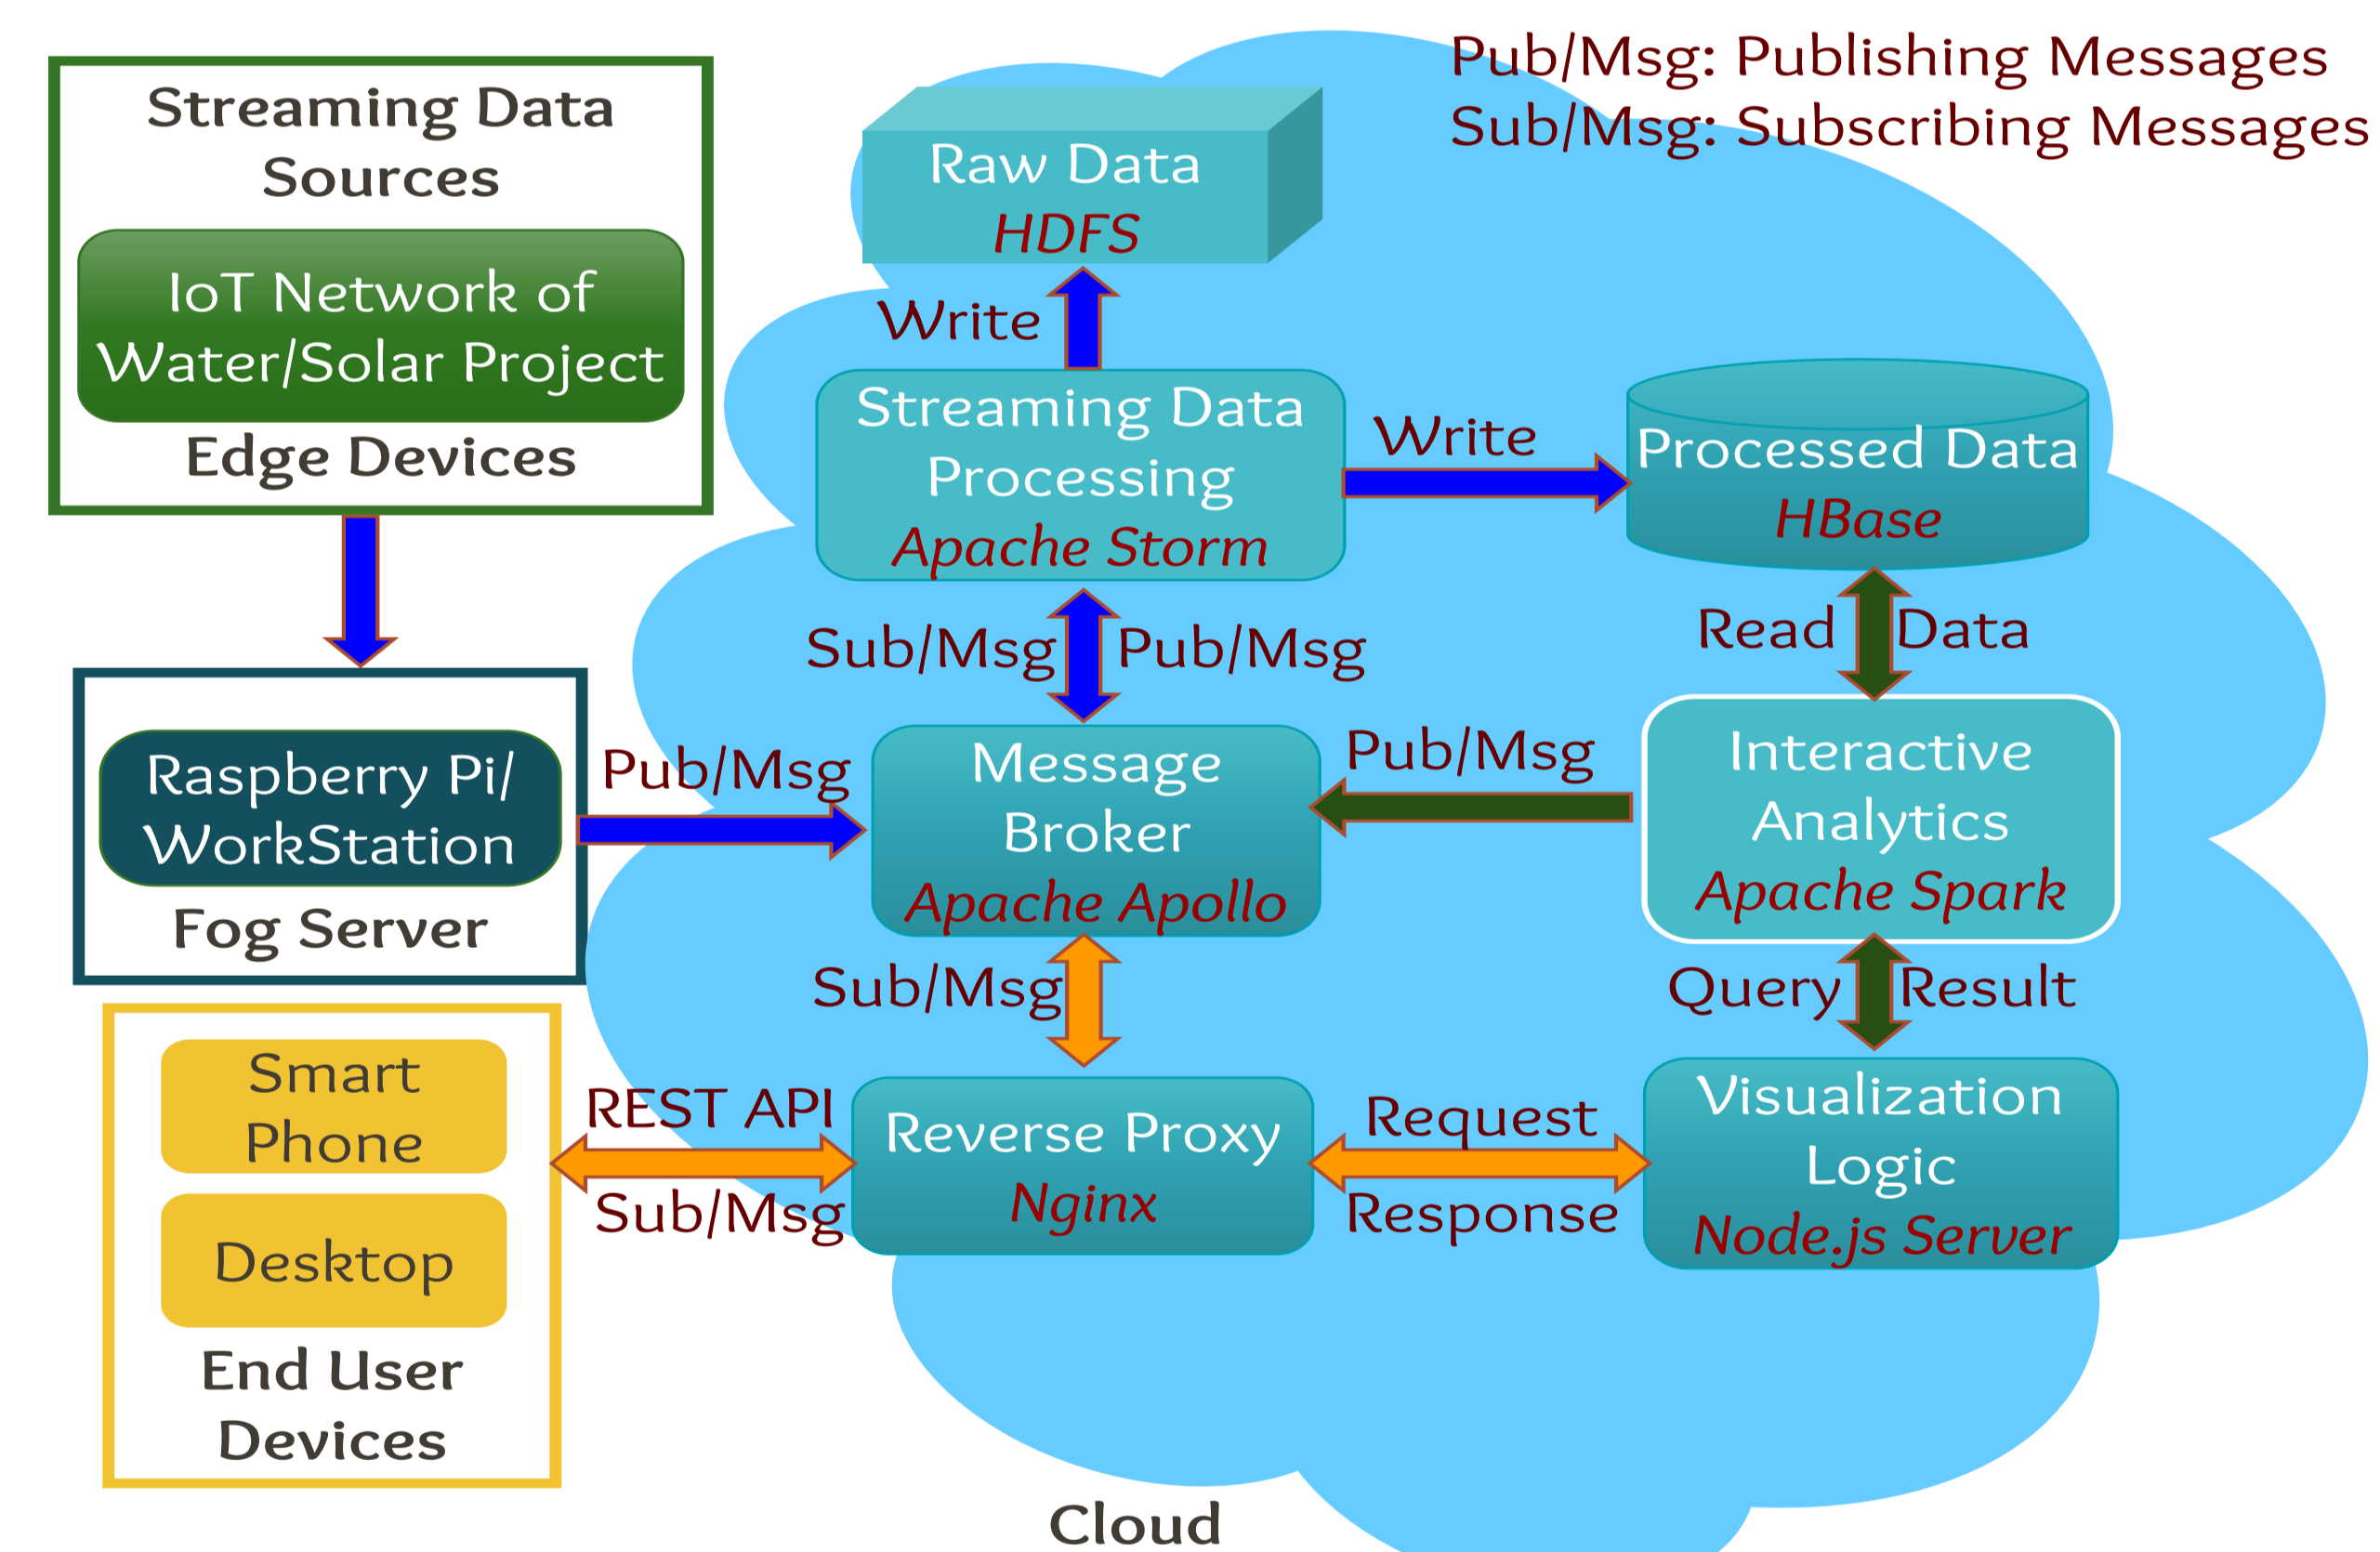 Pub/Msg: Publishing Messages
Sub/Msg: Subscribing Messages
Streaming Data
Sources
IoT Network of
Water/Solar Project
Edge Devices
Raw Data
HDFS
Write
Streaming Data
Processing
Apache Storm
Write
Processed Data
HBase
Sub/Msg Pub/Msg
Read Data
Raspberry Pi/
WorkStation
Fog Server
Pub/Msg
Message
Broker
Apache Apollo
Pub/Msg
Interactive
Analytics
Apache Spark
Sub/Msg
Query Result
Smart
Phone
Desktop
End User
Devices
REST API
Sub/Msg
Reverse Proxy
Nginx
Request
Response
Visualization
Logic
Node.js Server
Cloud